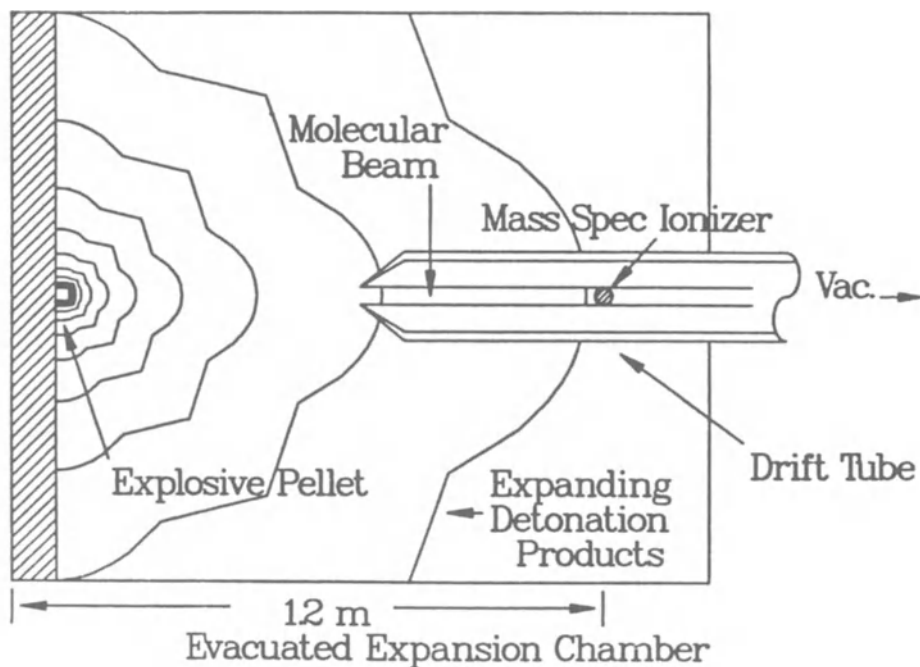 Molecular
Beam
Mass Spec Ionizer
Vac.
Explosive Pellet
Expanding
Detonation
Products
Drift Tube
1.2 m
Evacuated Expansion Chamber